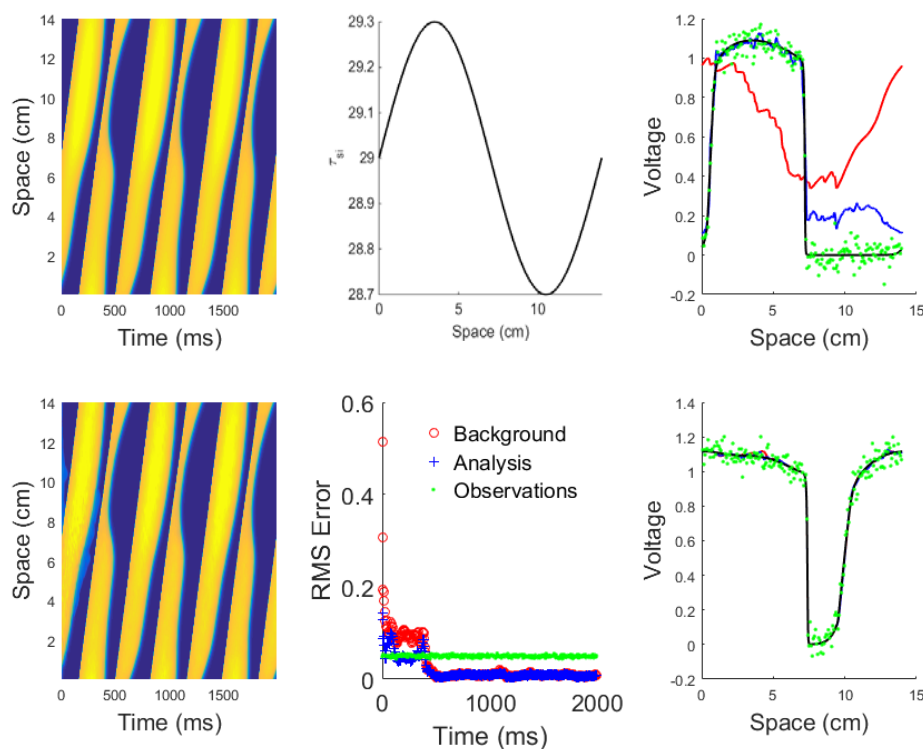 14
12
10
8
6
4
2
Space (cm)
0 500 1000 1500
Time (ms)
29.3
29.2
29.1
29
28.9
28.8
28.7
τsi
0 5 10
Space (cm)
1.2
1
0.8
0.6
0.4
0.2
0
-0.2
Voltage
0 5 10 15
Space (cm)
14
12
10
8
6
4
2
Space (cm)
0 500 1000 1500
Time (ms)
0.6
0.4
0.2
0
RMS Error
Background
Analysis
Observations
0 1000 2000
Time (ms)
1.4
1.2
1
0.8
0.6
0.4
0.2
0
-0.2
Voltage
0 5 10 15
Space (cm)